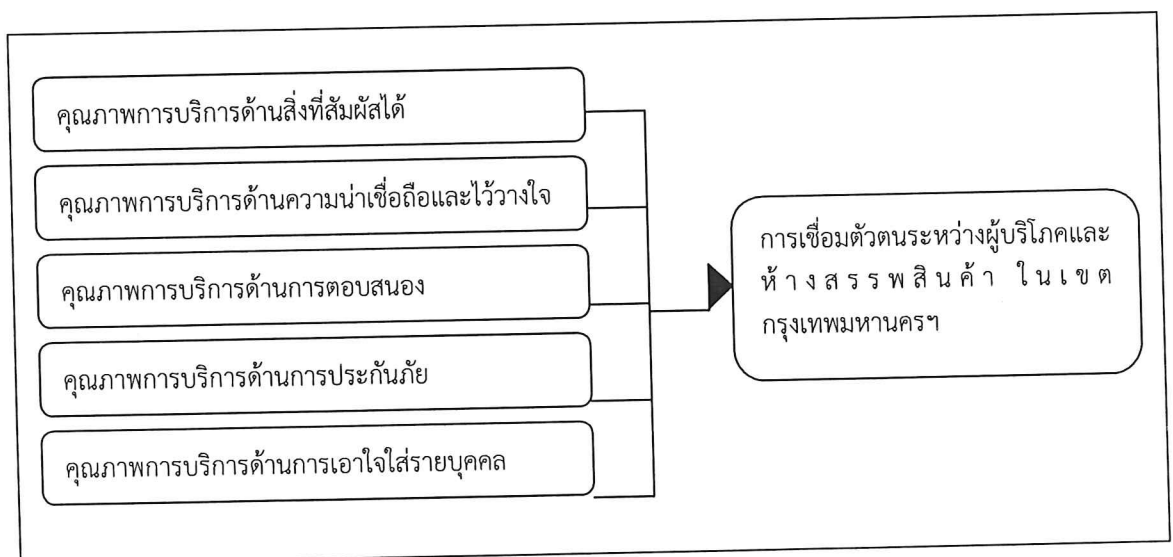 คุณภาพการบริการด้านสิ่งที่สัมผัสได้
คุณภาพการบริการด้านความน่าเชื่อถือและไว้วางใจ
คุณภาพการบริการด้านการตอบสนอง
คุณภาพการบริการด้านการประกันภัย
คุณภาพการบริการด้านการเอาใจใส่รายบุคคล
การเชื่อมตัวตนระหว่างผู้บริโภคและ
ห้างสรรพสินค้า ในเขต
กรุงเทพมหานครฯ